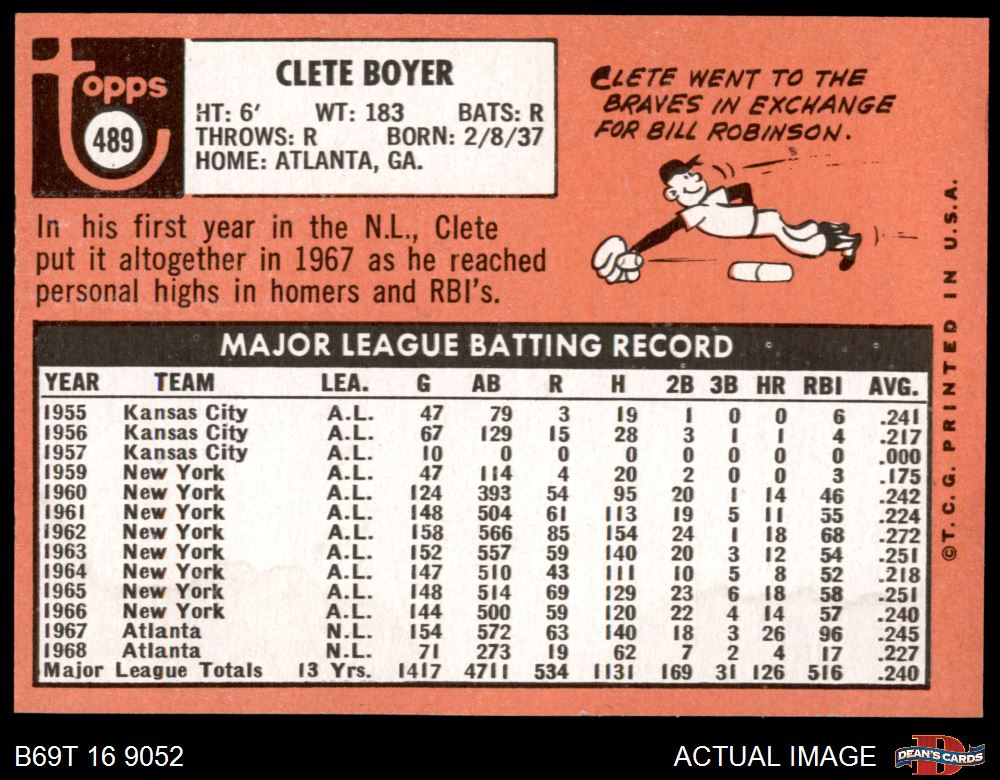 topps
489
CLETE BOYER
HT: 6' WT: 183 BATS: R
THROWS: R BORN: 2/8/37
HOME: ATLANTA, GA.
CLETE WENT TO THE
BRAVES IN EXCHANGE
FOR BILL ROBINSON.
In his first year in the N.L., Clete
put it altogether in 1967 as he reached
personal highs in homers and RBI's.
MAJOR LEAGUE BATTING RECORD
YEAR TEAM LEA. G AB R H 2B 3B HR RBI AVG.
1955 Kansas City A.L. 47 79 3 19 1 0 0 6 .241
1956 Kansas City A.L. 67 129 15 28 3 1 1 4 .217
1957 Kansas City A.L. 10 0 0 0 0 0 0 0 .000
1959 New York A.L. 47 114 4 20 2 0 0 3 .175
1960 New York A.L. 124 393 54 95 20 1 14 46 .242
1961 New York A.L. 148 504 61 113 19 5 11 55 .224
1962 New York A.L. 158 566 85 154 24 1 18 68 .272
1963 New York A.L. 152 557 59 140 20 3 12 54 .251
1964 New York A.L. 147 510 43 111 10 5 8 52 .218
1965 New York A.L. 148 514 69 129 23 6 18 58 .251
1966 New York A.L. 144 500 59 120 22 4 14 57 .240
1967 Atlanta N.L. 154 572 63 140 18 3 26 96 .245
1968 Atlanta N.L. 71 273 19 62 7 2 4 17 .227
Major League Totals 13 Yrs. 1417 4711 534 1131 169 31 126 516 .240
©T. C. G. PRINTED IN U.S.A.
B69T 16 9052
ACTUAL IMAGE
D
DEAN'S CARDS